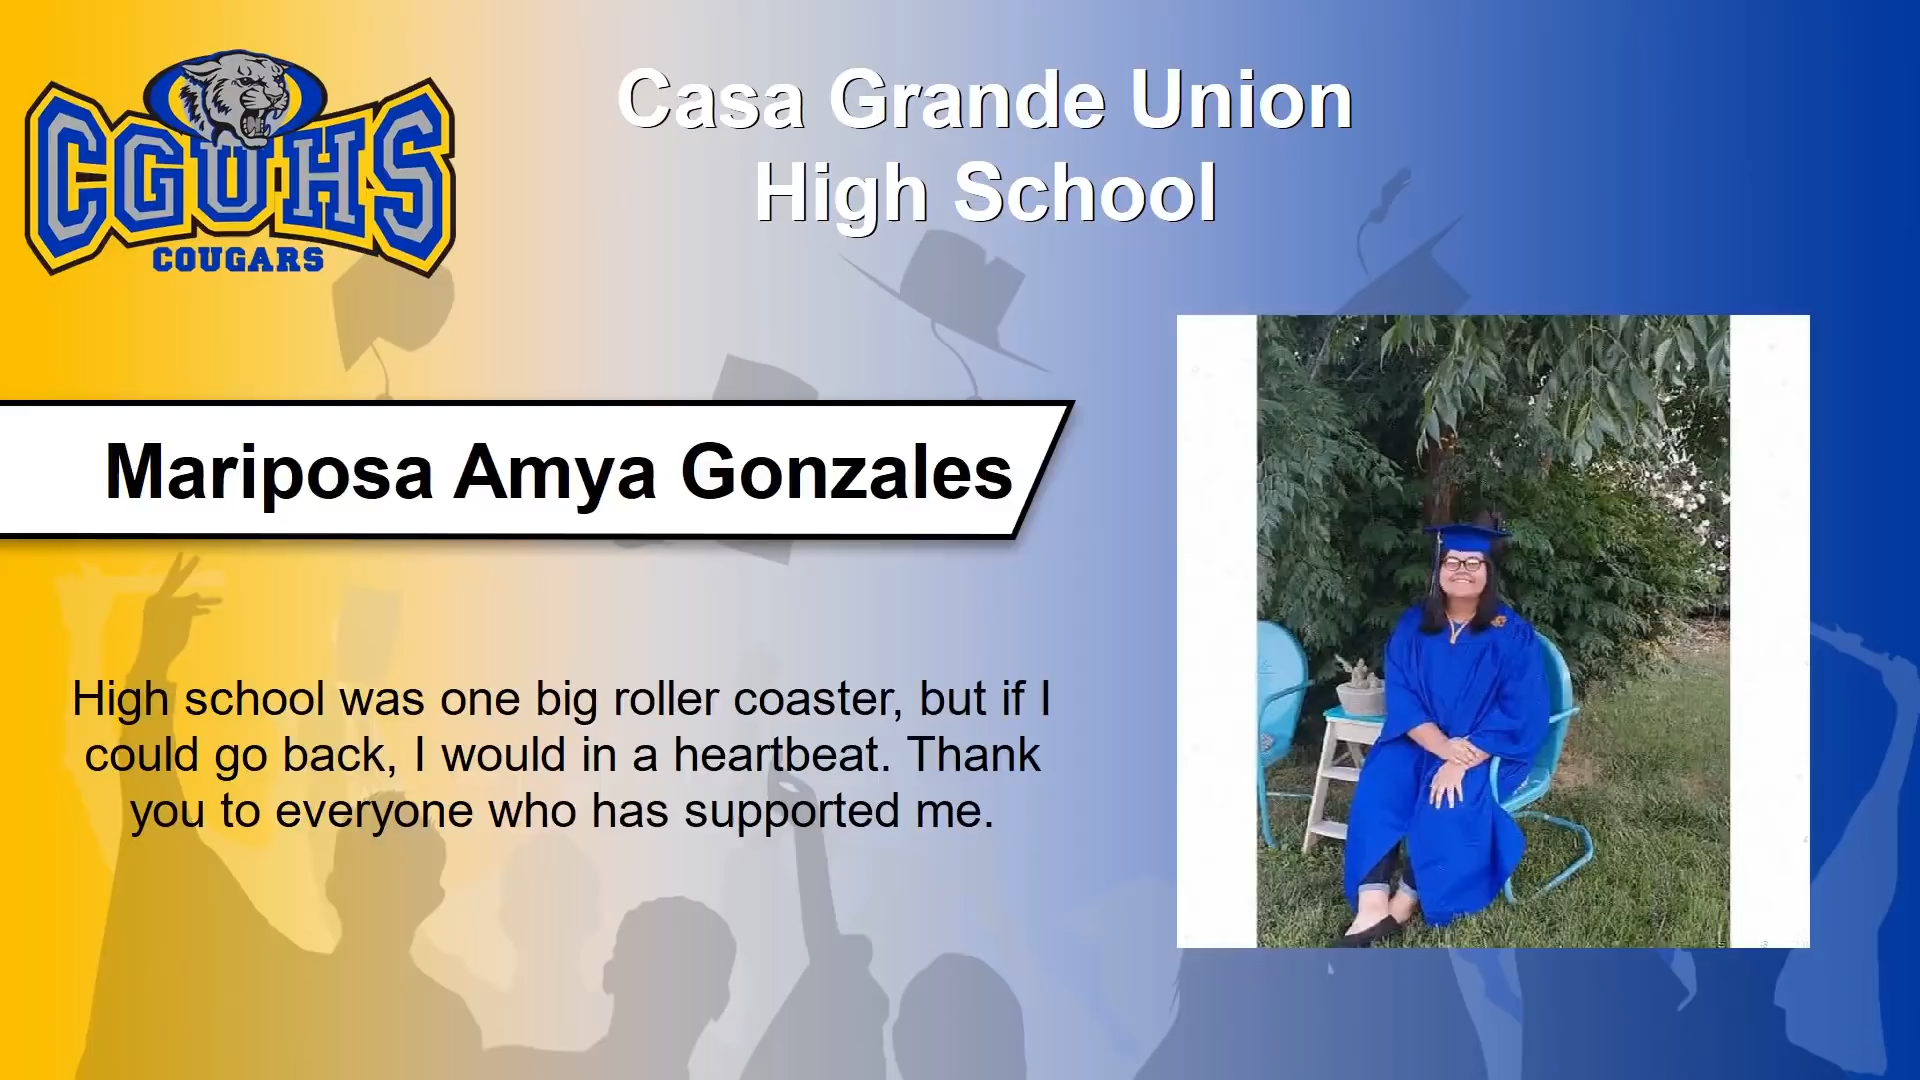 CGUHS
COUGARS
Casa Grande Union
High School
Mariposa Amya Gonzales
High school was one big roller coaster, but if I
could go back, I would in a heartbeat. Thank
you to everyone who has supported me.